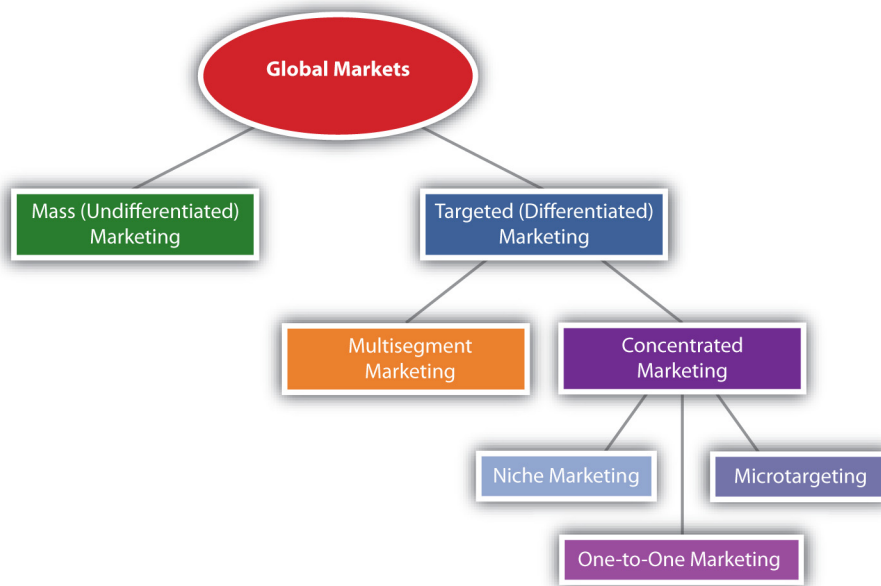 Global Markets
Mass (Undifferentiated)
Marketing
Targeted (Differentiated)
Marketing
Multisegment
Marketing
Concentrated
Marketing
Niche Marketing
Microtargeting
One-to-One Marketing